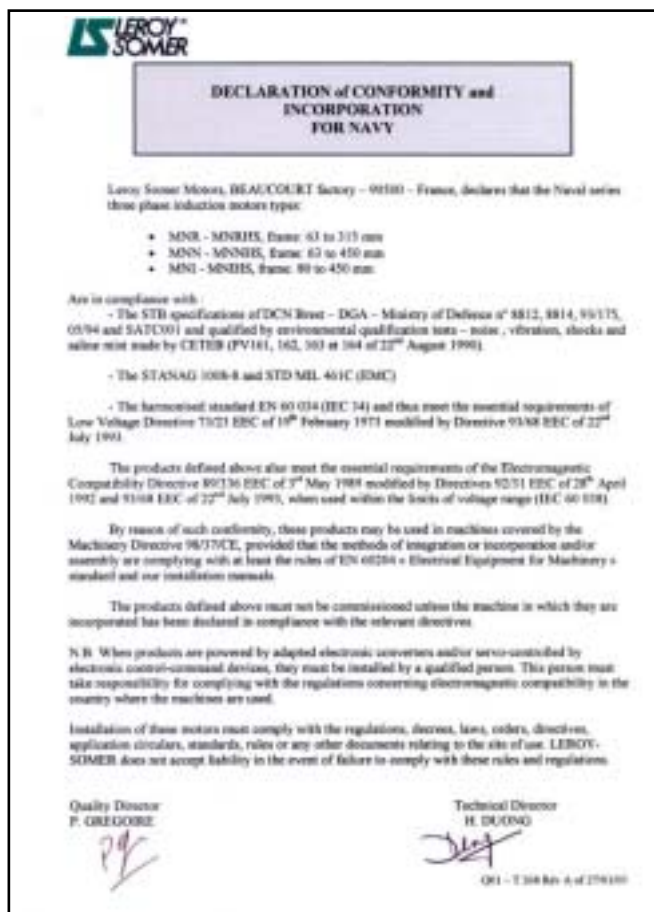 LEROY
SOMER
DECLARATION of CONFORMITY and
INCORPORATION
FOR NAVY
Leroy Somer Motors, BEAUCOURT factory – 90500 – France, declares that the Naval series
three phase induction motors types:
• MNR - MNRHS, frame: 63 to 315 mm
• MNN - MNNHS, frame: 63 to 450 mm
• MNI - MNIHS, frame: 80 to 450 mm
Are in compliance with :
- The STB specifications of DCN Brest – DGA – Ministry of Defence n° 8812, 8814, 93/175,
05/94 and SATC001 and qualified by environmental qualification tests – noise , vibration, shocks and
saline mist made by CETEB (PV161, 162, 163 et 164 of 22nd August 1990).
- The STANAG 1008-8 and STD MIL 461C (EMC)
- The harmonised standard EN 60 034 (IEC 34) and thus meet the essential requirements of
Low Voltage Directive 73/23 EEC of 19th February 1973 modified by Directive 93/68 EEC of 22nd
July 1993.
The products defined above also meet the essential requirements of the Electromagnetic
Compatibility Directive 89/336 EEC of 3rd May 1989 modified by Directives 92/31 EEC of 28th April
1992 and 93/68 EEC of 22nd July 1993, when used within the limits of voltage range (IEC 60 038)
By reason of such conformity, these products may be used in machines covered by the
Machinery Directive 98/37/CE, provided that the methods of integration or incorporation and/or
assembly are complying with at least the rules of EN 60204 « Electrical Equipment for Machinery »
standard and our installation manuals.
The products defined above must not be commissioned unless the machine in which they are
incorporated has been declared in compliance with the relevant directives.
N.B. When products are powered by adapted electronic converters and/or servo-controlled by
electronic control-command devices, they must be installed by a qualified person. This person must
take responsibility for complying with the regulations concerning electromagnetic compatibility in the
country where the machines are used.
Installation of these motors must comply with the regulations, decrees, laws, orders, directives,
application circulars, standards, rules or any other documents relating to the site of use. LEROY-
SOMER does not accept liability in the event of failure to comply with these rules and regulations.
Quality Director
P. GREGOIRE
Technical Director
H. DUONG
Rev A of